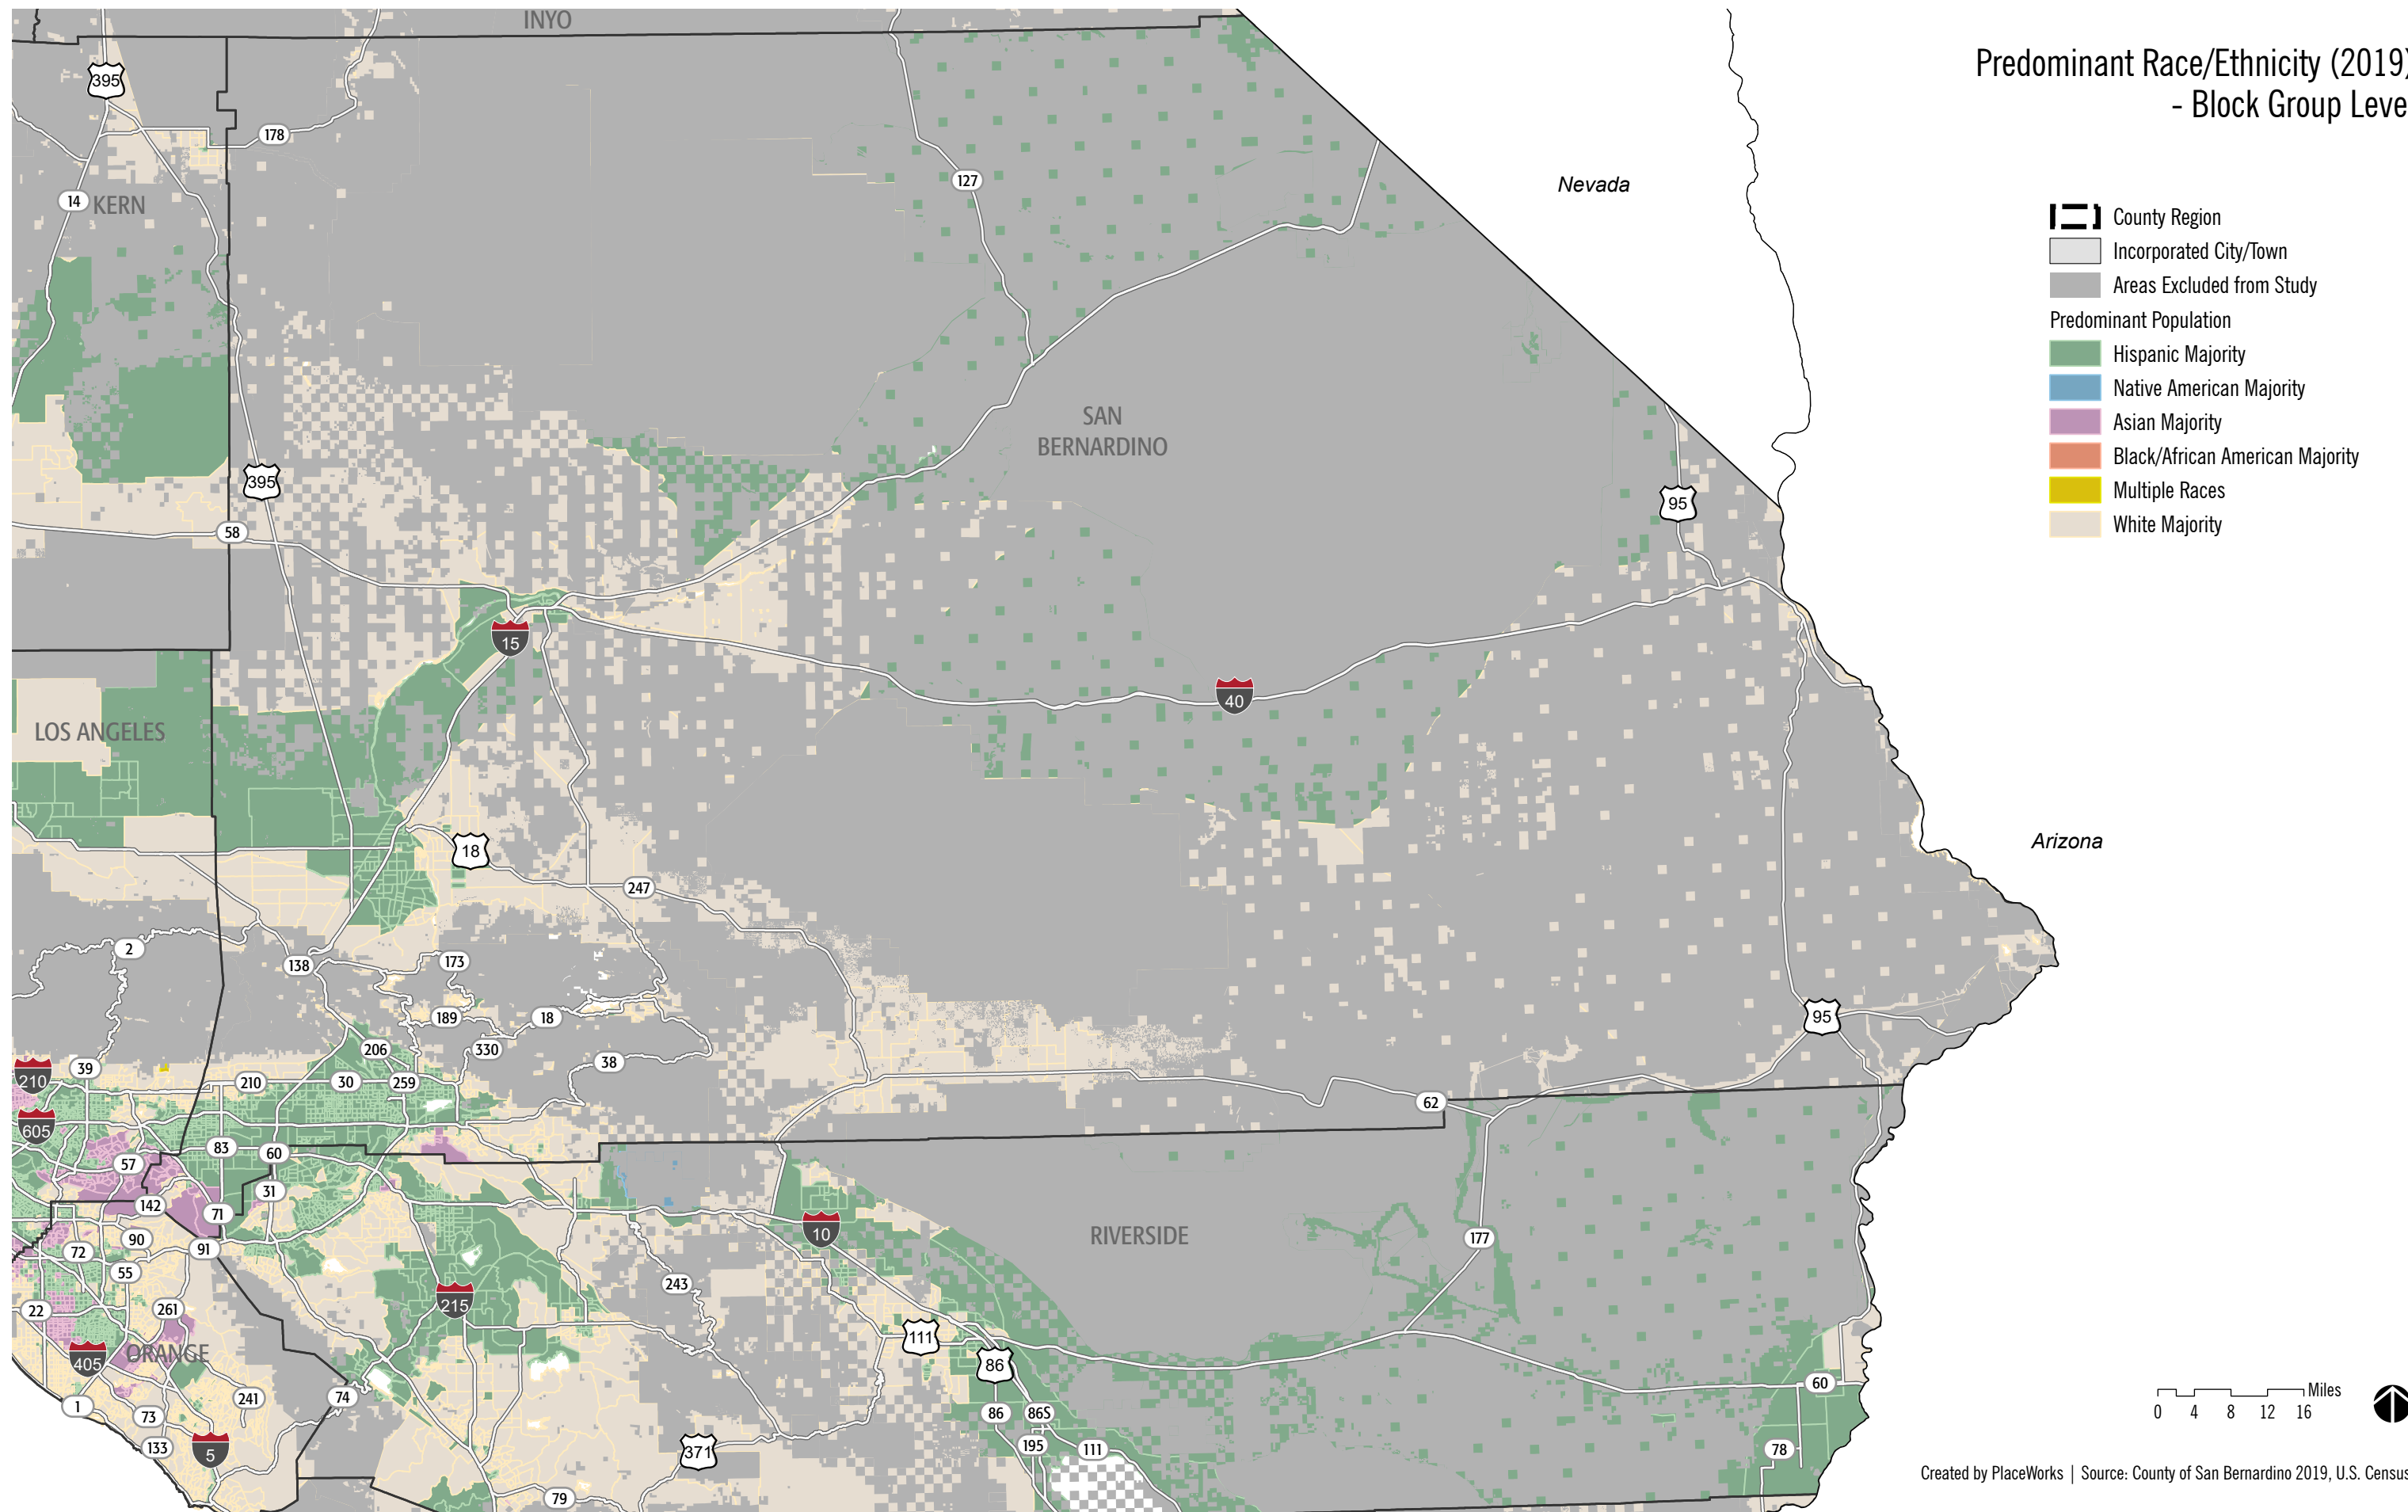 INYO
Predominant Race/Ethnicity (2019)
- Block Group Leve
395
178
14
KERN
127
Nevada
County Region
Incorporated City/Town
Areas Excluded from Study
Predominant Population
Hispanic Majority
Native American Majority
Asian Majority
Black/African American Majority
Multiple Races
White Majority
SAN
BERNARDINO
395
95
58
15
40
LOS ANGELES
18
Arizona
247
2
138
173
189
18
95
206
330
38
210
39
210
30
259
62
605
83
60
57
31
142
71
10
RIVERSIDE
177
90
91
72
55
243
215
22
261
111
405
ORANGE
86
60
Miles
0 4 8 12 16
74
241
1
73
86
86S
133
5
371
195
111
78
Created by PlaceWorks | Source: County of San Bernardino 2019, U.S. Census
79